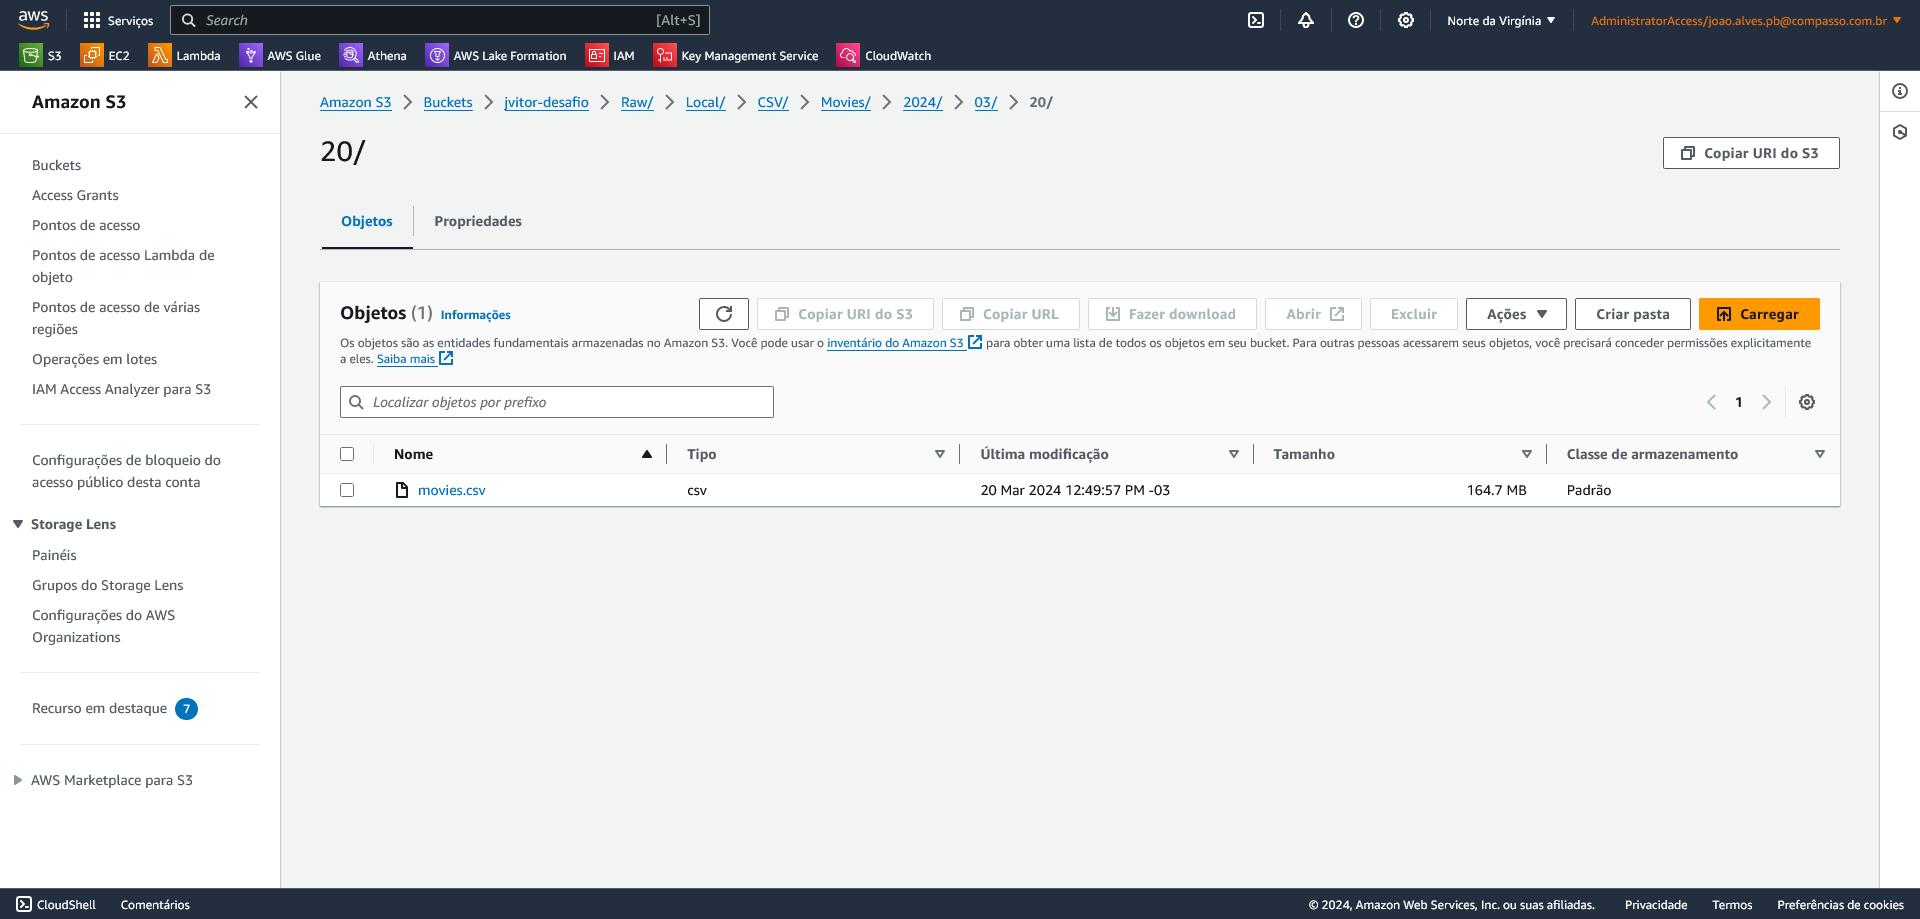 aws Serviços Search [Alt+S] Norte da Virgínia AdministratorAccess/joao.alves.pb@compasso.com.br
S3 EC2 Lambda AWS Glue Athena AWS Lake Formation IAM Key Management Service CloudWatch
Amazon S3
Buckets
Access Grants
Pontos de acesso
Pontos de acesso Lambda de
objeto
Pontos de acesso de várias
regiões
Operações em lotes
IAM Access Analyzer para S3
Configurações de bloqueio do
acesso público desta conta
Storage Lens
Painéis
Grupos do Storage Lens
Configurações do AWS
Organizations
Recurso em destaque 7
AWS Marketplace para S3
Amazon S3 Buckets jvitor-desafio Raw/ Local/ CSV/ Movies/ 2024/ 03/ 20/
20/
Copiar URI do S3
Objetos Propriedades
Objetos (1) Informações Copiar URI do S3 Copiar URL Fazer download Abrir Excluir Ações Criar pasta Carregar
Os objetos são as entidades fundamentais armazenadas no Amazon S3. Você pode usar o inventário do Amazon S3 para obter uma lista de todos os objetos em seu bucket. Para outras pessoas acessarem seus objetos, você precisará conceder permissões explicitamente
a eles. Saiba mais
Localizar objetos por prefixo
1
Nome Tipo Última modificação Tamanho Classe de armazenamento
movies.csv csv 20 Mar 2024 12:49:57 PM -03 164.7 MB Padrão
CloudShell Comentários © 2024, Amazon Web Services, Inc. ou suas afiliadas. Privacidade Termos Preferências de cookies